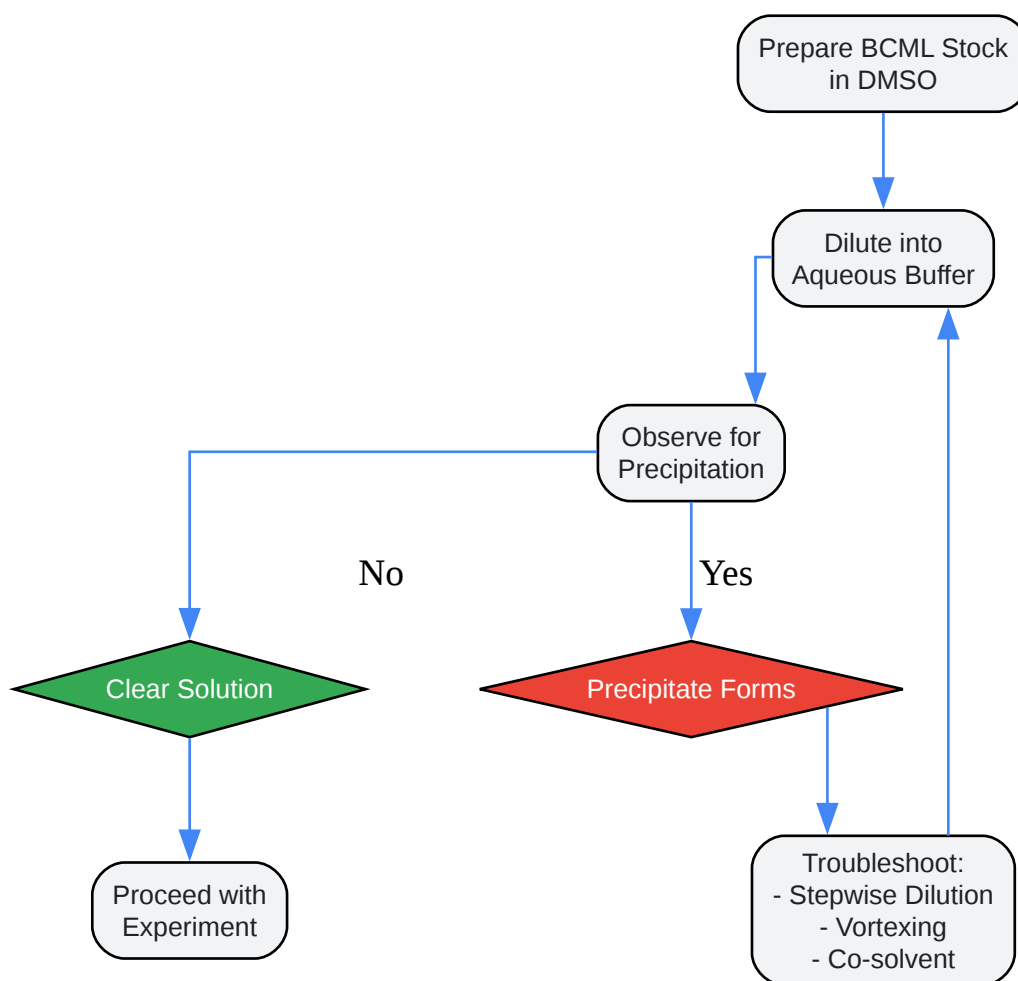 Prepare BCML Stock
in DMSO
Dilute into
Aqueous Buffer
Observe for
Precipitation
No
Yes
Clear Solution
Precipitate Forms
Proceed with
Experiment
Troubleshoot:
- Stepwise Dilution
- Vortexing
- Co-solvent